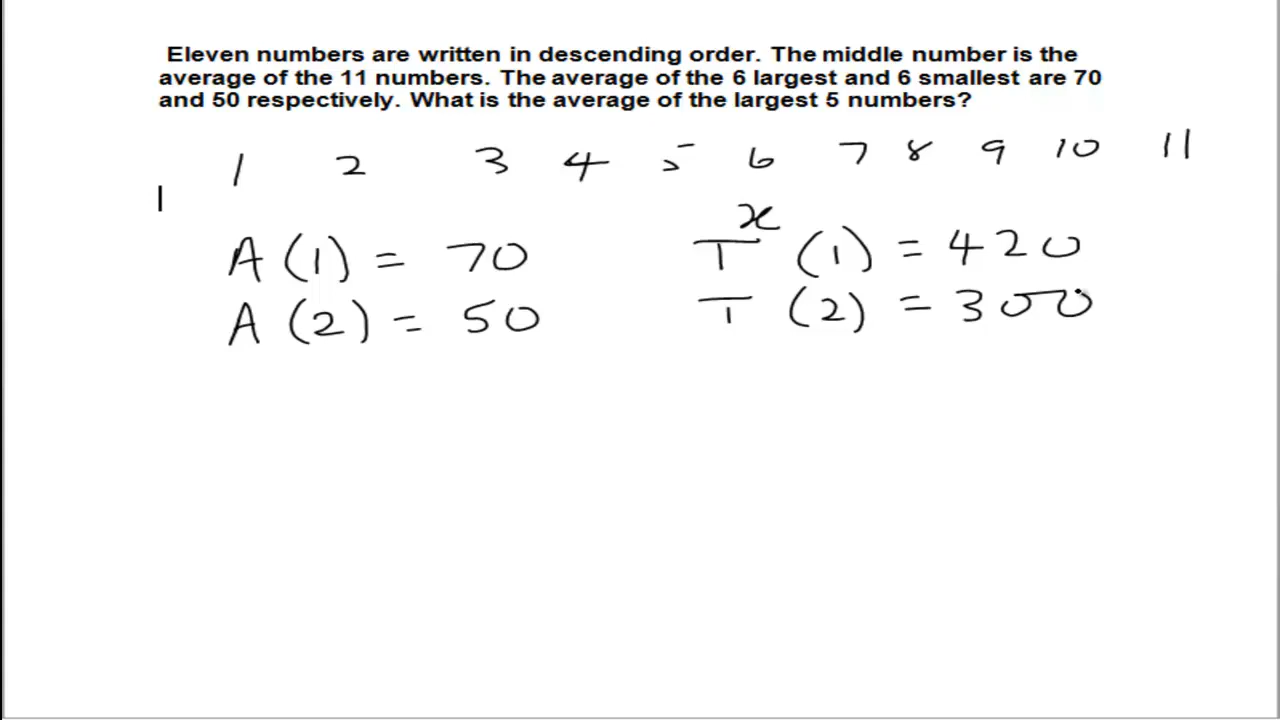 Eleven numbers are written in descending order. The middle number is the
average of the 11 numbers. The average of the 6 largest and 6 smallest are 70
and 50 respectively. What is the average of the largest 5 numbers?
1 2 3 4 5 6 7 8 9 10 11
x
A (1) = 70 T (1) = 420
A (2) = 50 T (2) = 300